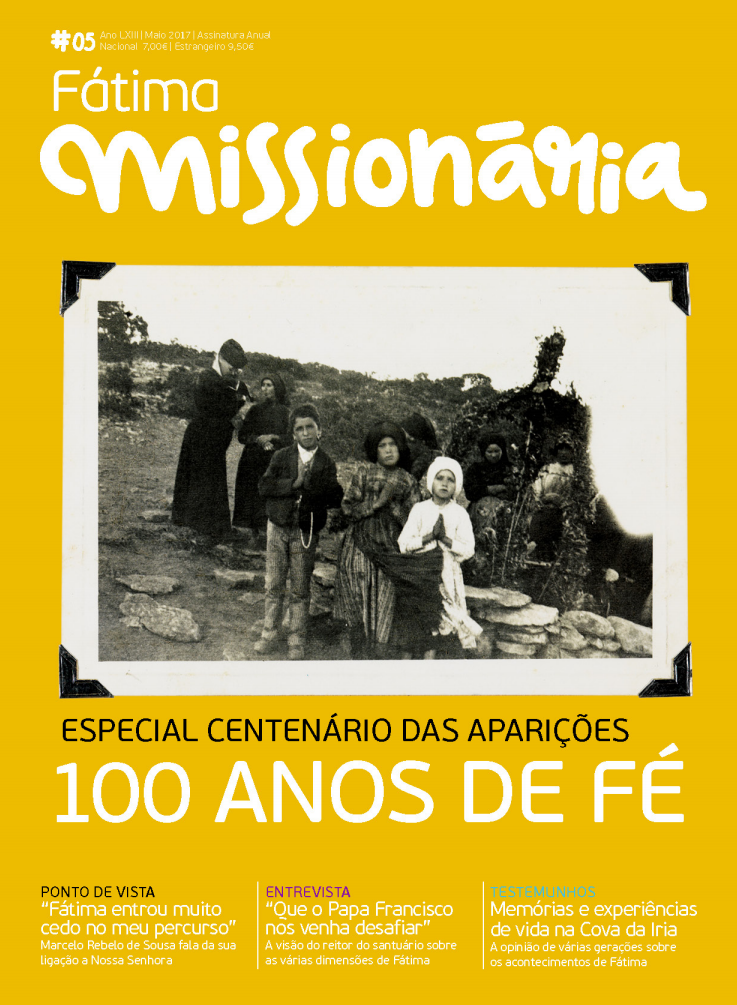 #05
Ano LXIII | Maio 2017 | Assinatura Anual
Nacional 7,00€ | Estrangeiro 9,50€
Fátima
missionária
ESPECIAL CENTENÁRIO DAS APARIÇÕES
100 ANOS DE FÉ
PONTO DE VISTA
“Fátima entrou muito
cedo no meu percurso”
Marcelo Rebelo de Sousa fala da sua
ligação a Nossa Senhora
ENTREVISTA
“Que o Papa Francisco
nos venha desafiar”
A visão do reitor do santuário sobre
as várias dimensões de Fátima
TESTEMUNHOS
Memórias e experiências
de vida na Cova da Iria
A opinião de várias gerações sobre
os acontecimentos de Fátima